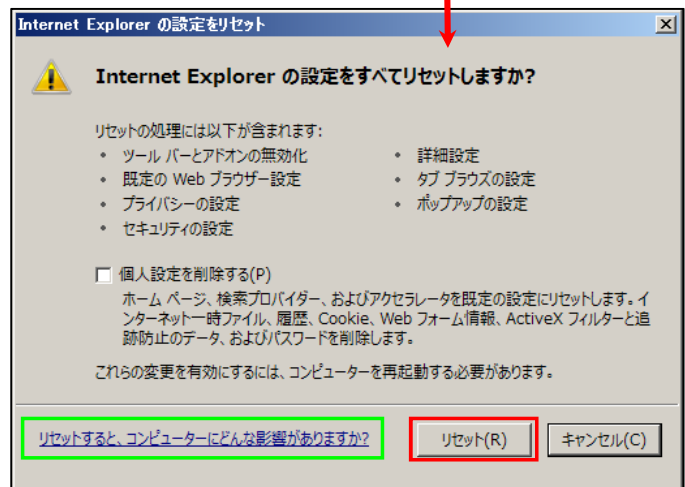 Internet Explorer の設定をリセット
Internet Explorer の設定をすべてリセットしますか?
リセットの処理には以下が含まれます:
• ツール バーとアドオンの無効化
• 既定の Web ブラウザー設定
• プライバシーの設定
• セキュリティの設定
• 詳細設定
• タブ ブラウズの設定
• ポップアップの設定
個人設定を削除する(P)
ホーム ページ、検索プロバイダー、およびアクセラレータを既定の設定にリセットします。イ
ンターネット一時ファイル、履歴、Cookie、Web フォーム情報、ActiveX フィルターと追
跡防止のデータ、およびパスワードを削除します。
これらの変更を有効にするには、コンピューターを再起動する必要があります。
リセットすると、コンピューターにどんな影響がありますか?
リセット(R)
キャンセル(C)